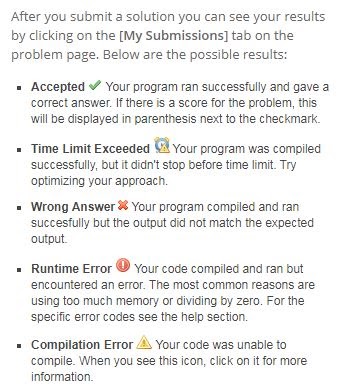 After you submit a solution you can see your results
by clicking on the [My Submissions] tab on the
problem page. Below are the possible results:
Accepted Your program ran successfully and gave a
correct answer. If there is a score for the problem, this
will be displayed in parenthesis next to the checkmark.
Time Limit Exceeded Your program was compiled
successfully, but it didn't stop before time limit. Try
optimizing your approach.
Wrong Answer Your program compiled and ran
succesfully but the output did not match the expected
output.
Runtime Error Your code compiled and ran but
encountered an error. The most common reasons are
using too much memory or dividing by zero. For the
specific error codes see the help section.
Compilation Error Your code was unable to
compile. When you see this icon, click on it for more
information.